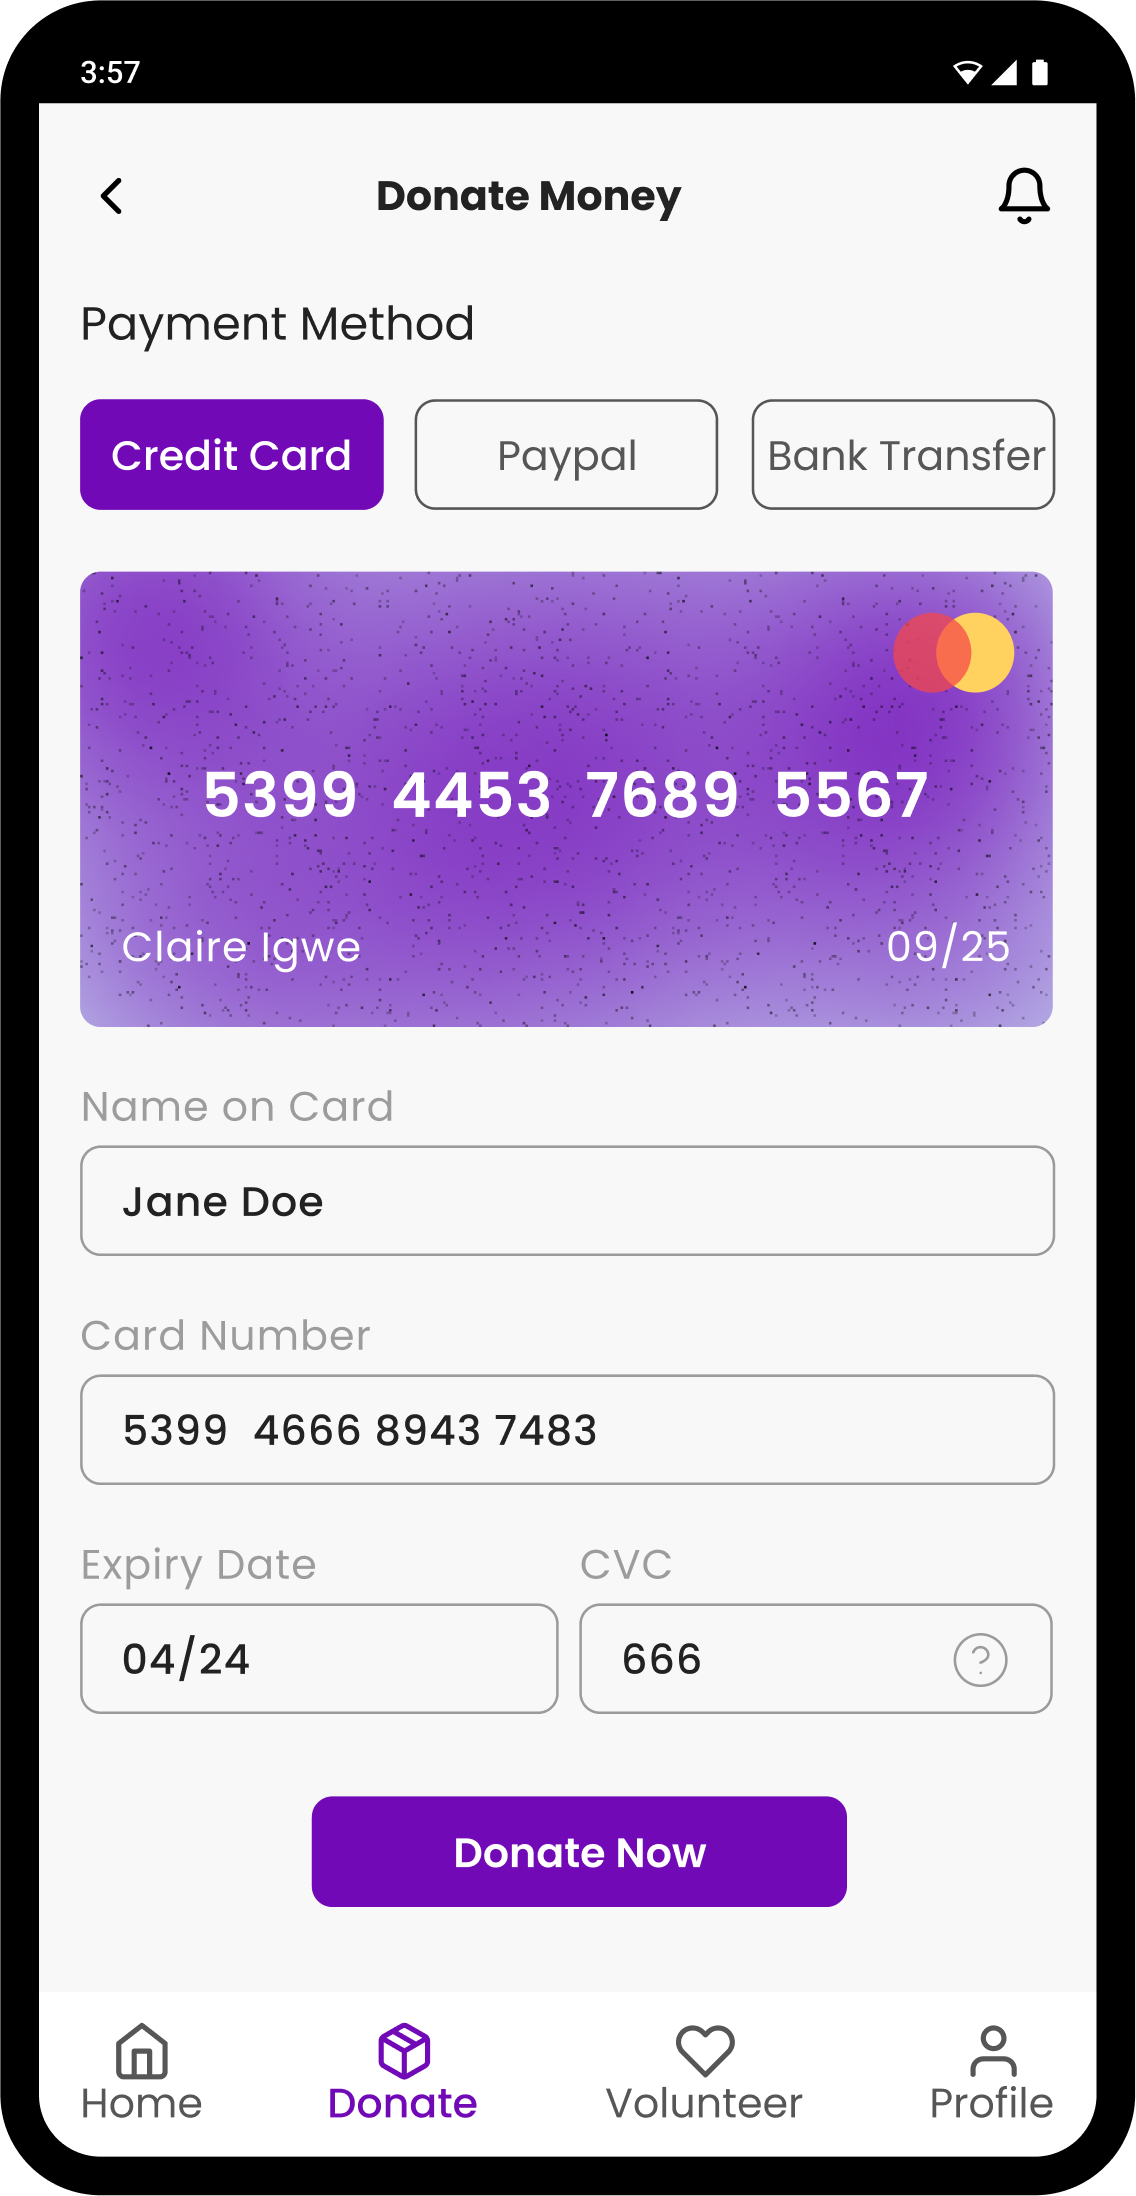 3:57
Donate Money
Payment Method
Credit Card Paypal Bank Transfer
5399 4453 7689 5567
Claire Igwe 09/25
Name on Card
Jane Doe
Card Number
5399 4666 8943 7483
Expiry Date CVC
04/24 666 ?
Donate Now
Home Donate Volunteer Profile